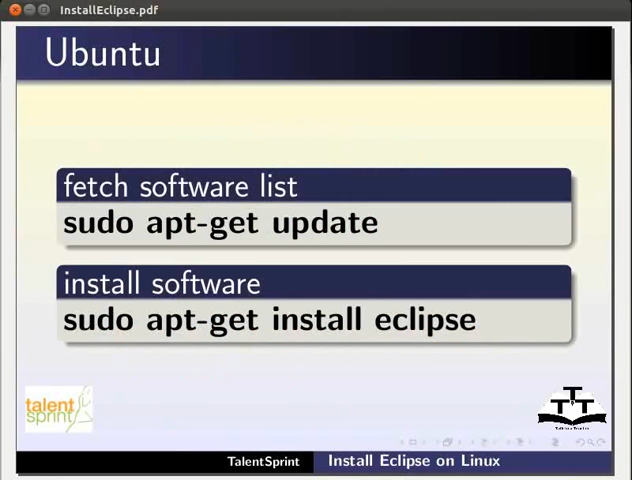 InstallEclipse.pdf
Ubuntu
fetch software list
sudo apt-get update
install software
sudo apt-get install eclipse
talent
sprint
TTT
TalentSprint
Install Eclipse on Linux